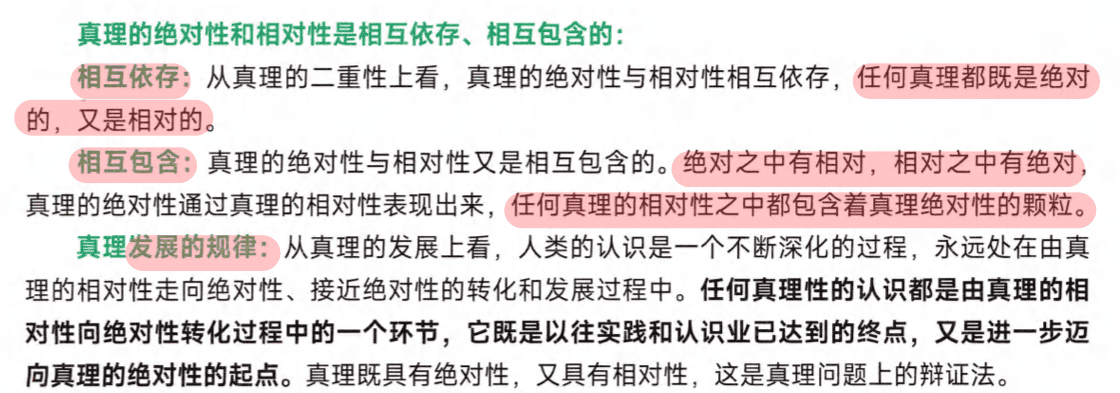 真理的绝对性和相对性是相互依存、相互包含的：
相互依存：从真理的二重性上看，真理的绝对性与相对性相互依存，任何真理都既是绝对
的，又是相对的。
相互包含：真理的绝对性与相对性又是相互包含的。绝对之中有相对，相对之中有绝对，
真理的绝对性通过真理的相对性表现出来，任何真理的相对性之中都包含着真理绝对性的颗粒。
真理发展的规律：从真理的发展上看，人类的认识是一个不断深化的过程，永远处在由真
理的相对性走向绝对性、接近绝对性的转化和发展过程中。任何真理性的认识都是由真理的相
对性向绝对性转化过程中的一个环节，它既是以往实践和认识业已达到的终点，又是进一步迈
向真理的绝对性的起点。真理既具有绝对性，又具有相对性，这是真理问题上的辩证法。